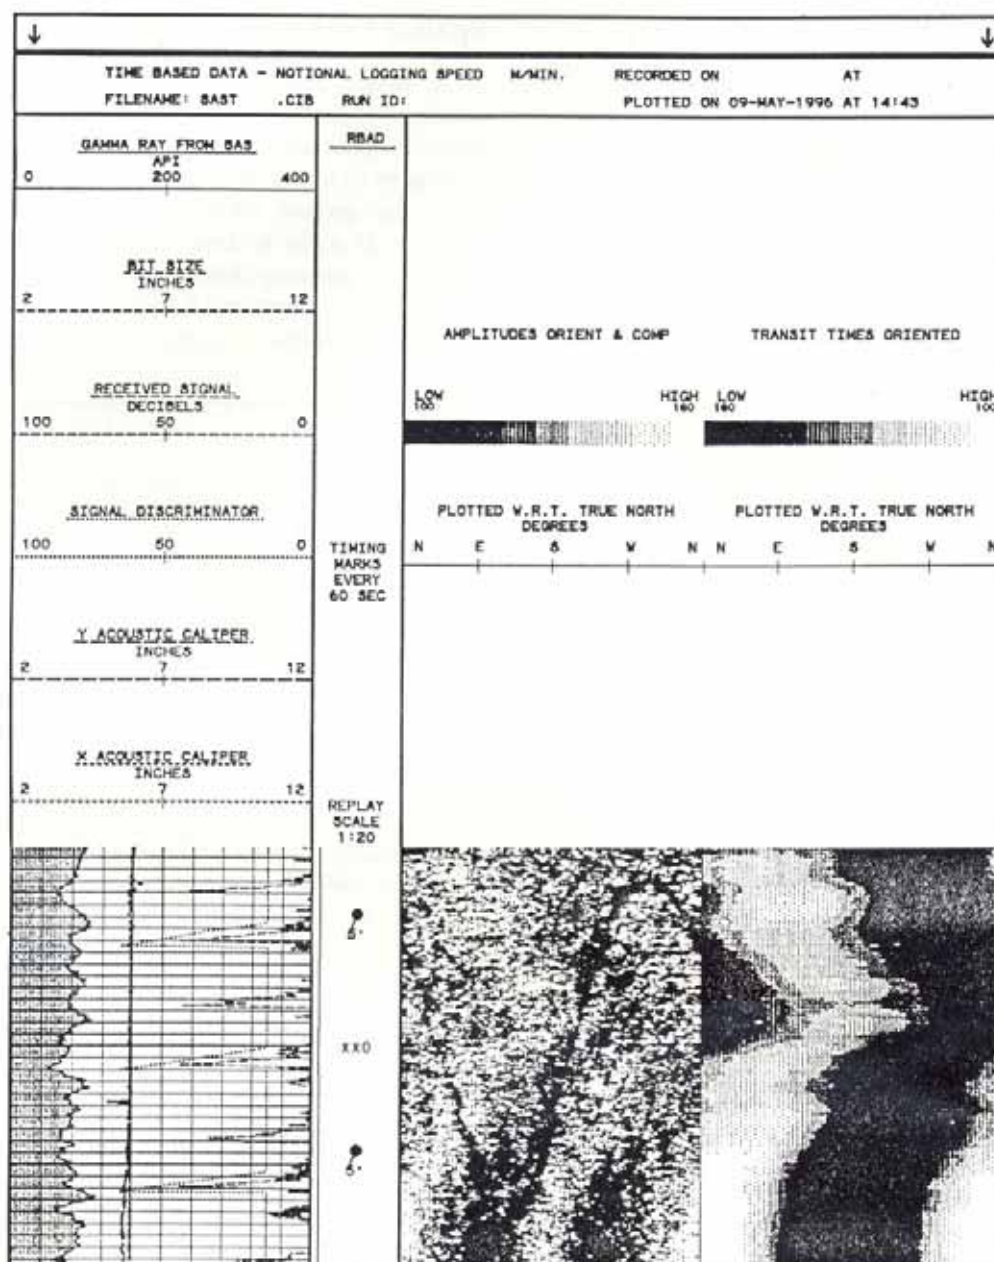 TIME BASED DATA - NOTIONAL LOGGING SPEED M/MIN. RECORDED ON AT
FILENAME: BAST .CIB RUN ID: PLOTTED ON 09-MAY-1996 AT 14:43
GAMMA RAY FROM BAS
API
0 200 400
BIT SIZE
INCHES
2 7 12
RECEIVED SIGNAL
DECIBELS
100 50 0
SIGNAL DISCRIMINATOR
100 50 0
Y ACOUSTIC CALIPER
INCHES
2 7 12
X ACOUSTIC CALIPER
INCHES
2 7 12
RBAD
TIMING
MARKS
EVERY
60 SEC
REPLAY
SCALE
1:20
XX0
AMPLITUDES ORIENT & COMP
LOW HIGH
100 160
PLOTTED W.R.T. TRUE NORTH
DEGREES
N E S W N
TRANSIT TIMES ORIENTED
LOW HIGH
160 100
PLOTTED W.R.T. TRUE NORTH
DEGREES
N E S W N